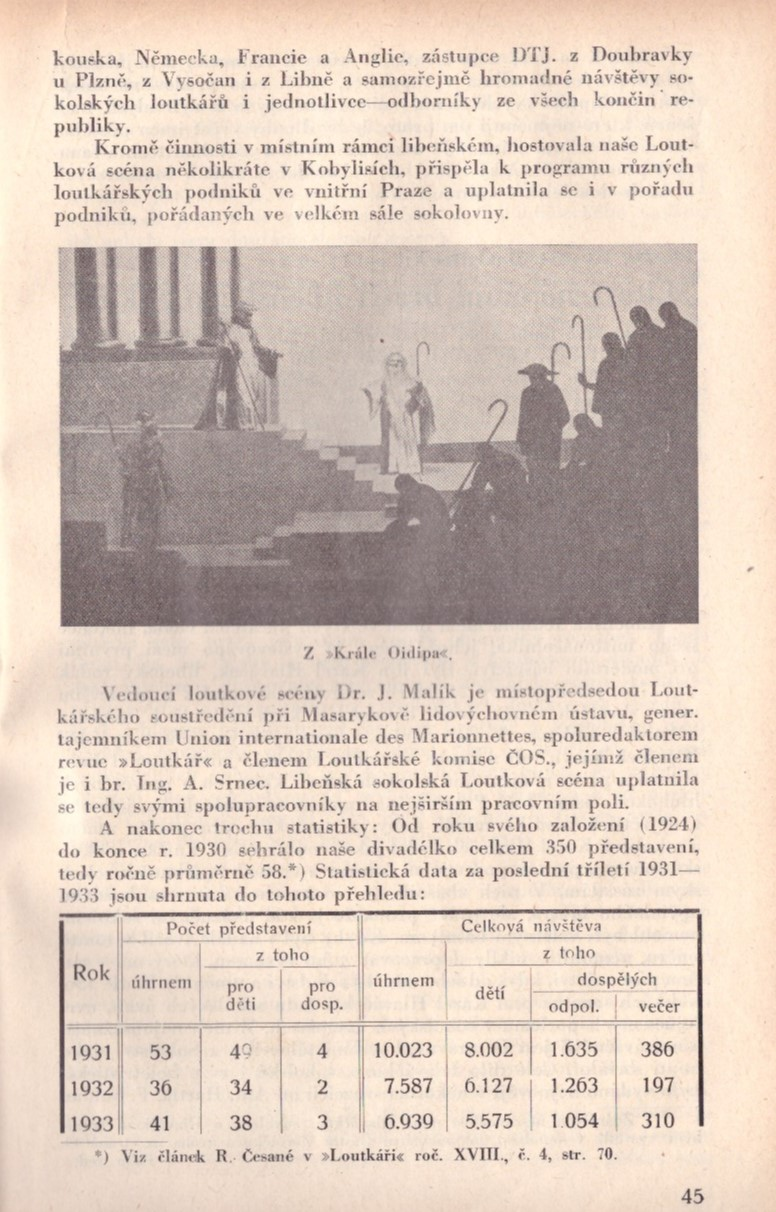 kouska, Německa, Francie a Anglie, zástupce DTJ. z Doubravky
u Plzně, z Vysočan i z Libně a samozřejmě hromadné návštěvy so-
kolských loutkářů i jednotlivce—odborníky ze všech končin re-
publiky.
Kromě činnosti v místním rámci libeňském, hostovala naše Lout-
ková scéna několikráte v Kobylisích, přispěla k programu různých
loutkářských podniků ve vnitřní Praze a uplatnila se i v pořadu
podniků, pořádaných ve velkém sále sokolovny.
Z »Krále Oidipa«.
Vedoucí loutkové scény Dr. J. Malík je místopředsedou Lout-
kářského soustředění při Masarykově lidovýchovném ústavu, gener.
tajemníkem Union internationale des Marionnettes, spoluredaktorem
revue »Loutkář« a členem Loutkářské komise ČOS., jejímž členem
je i br. Ing. A. Srnec. Libeňská sokolská Loutková scéna uplatnila
se tedy svými spolupracovníky na nejširším pracovním poli.
A nakonec trochu statistiky: Od roku svého založení (1924)
do konce r. 1930 sehrálo naše divadélko celkem 350 představení,
tedy ročně průměrně 58.*) Statistická data za poslední tříletí 1931—
1933 jsou shrnuta do tohoto přehledu:
Rok Počet představení Celková návštěva
úhrnem z toho úhrnem z toho
pro děti pro dosp. dětí dospělých
odpol. večer
1931 53 49 4 10.023 8.002 1.635 386
1932 36 34 2 7.587 6.127 1.263 197
1933 41 38 3 6.939 5.575 1.054 310
*) Viz článek R. Česané v »Loutkáři« roč. XVIII., č. 4, str. 70.
45